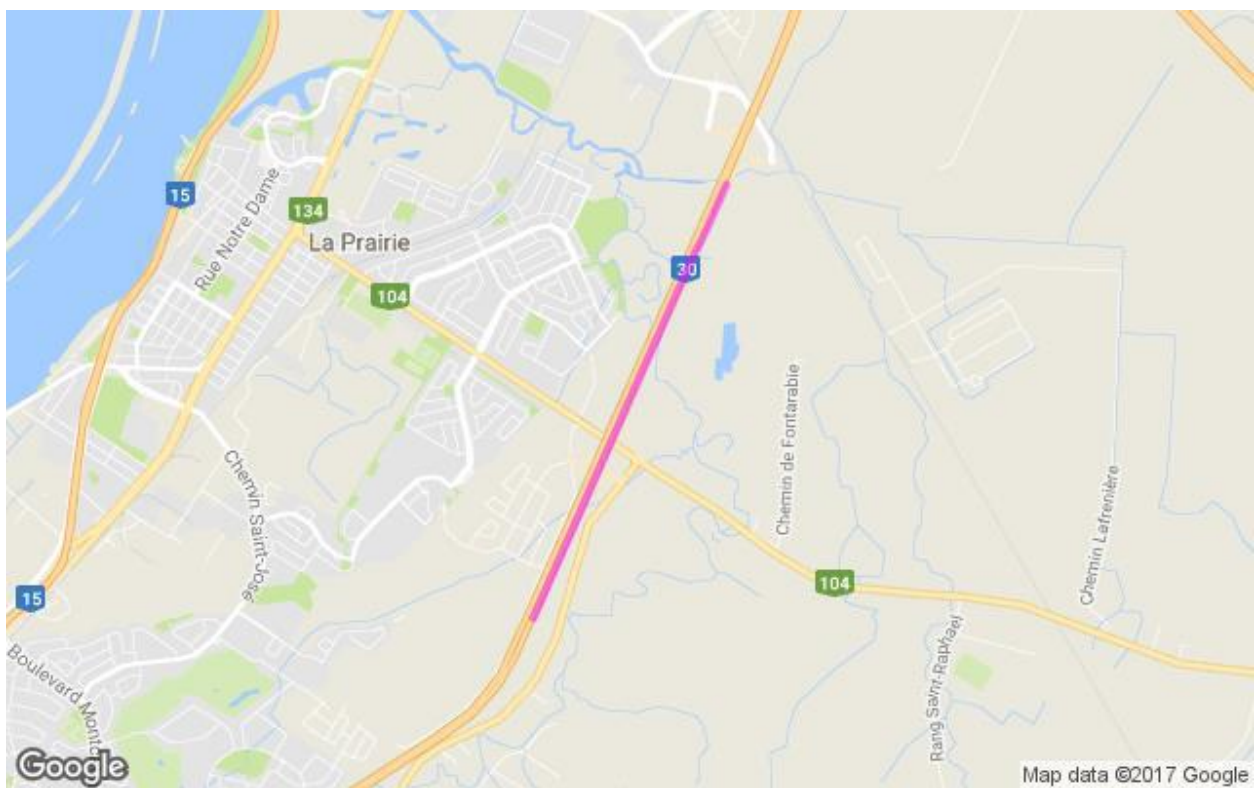 15
Rue Notre Dame
134
La Prairie
30
104
Chemin de Fontarabie
Chemin Saint-José
Chemin Lafrenière
104
15
Boulevard Montc
Rang Saint-Raphael
Google
Map data ©2017 Google